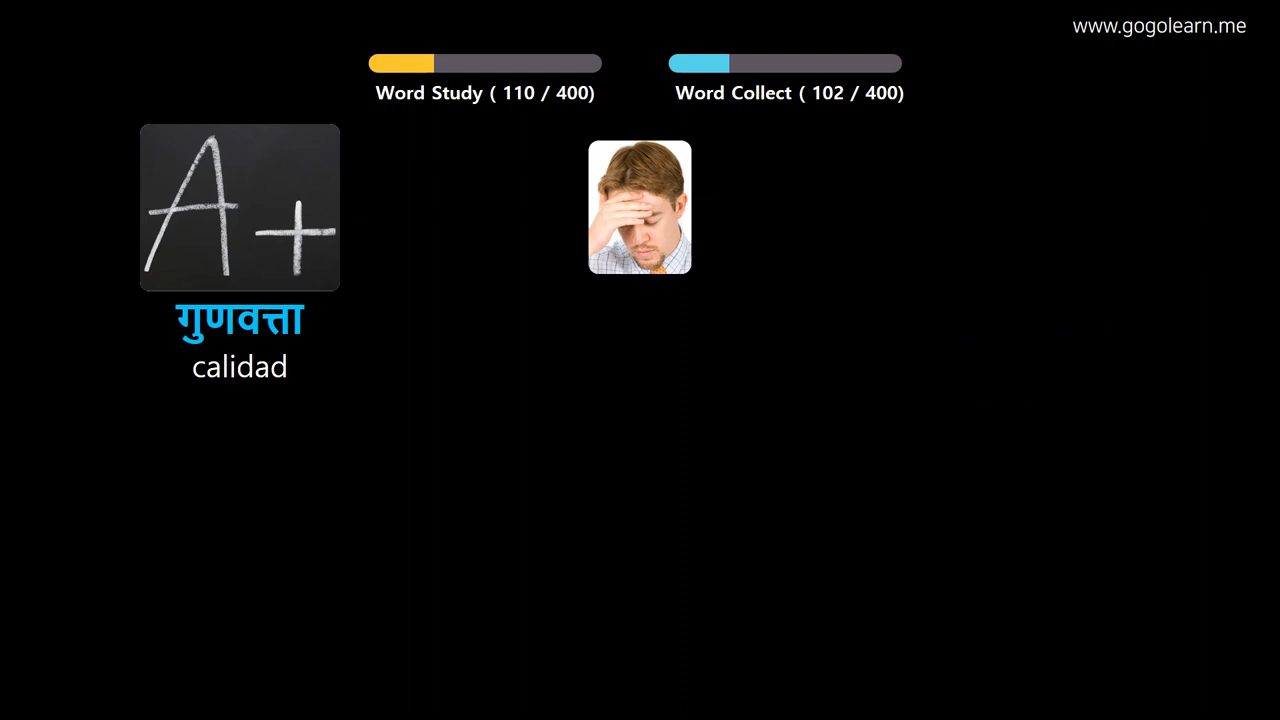 www.gogolearn.me
Word Study ( 110 / 400)
Word Collect ( 102 / 400)
A+
गुणवत्ता
calidad